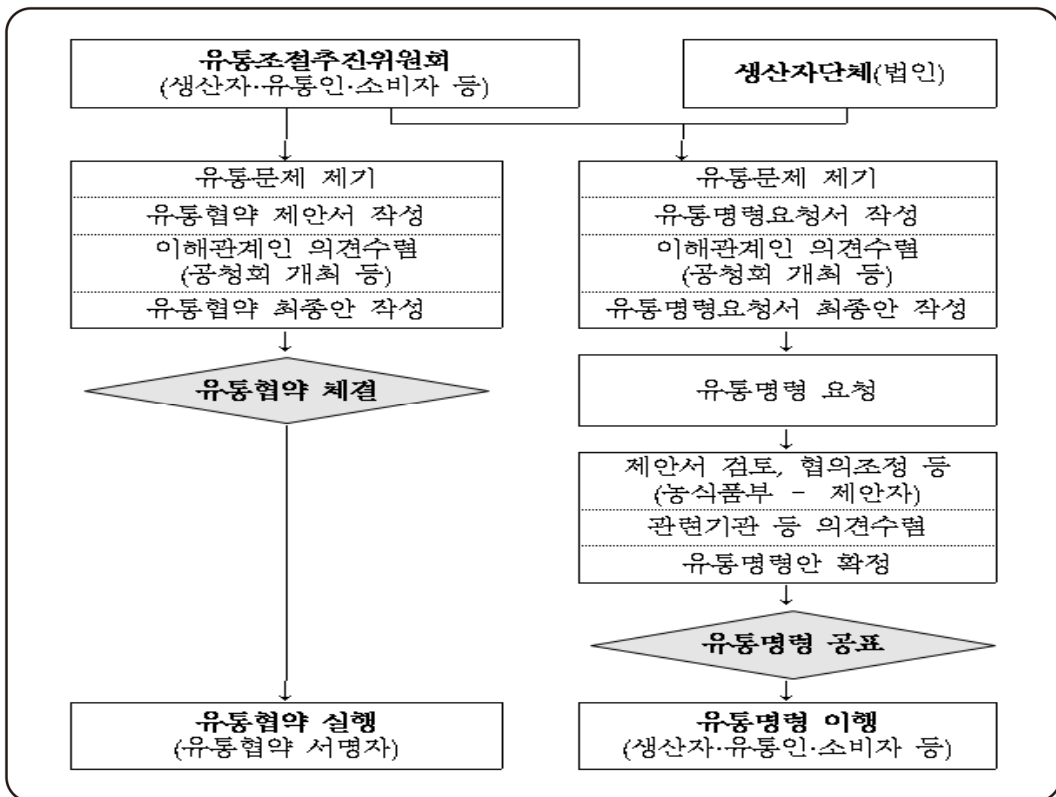 유통조절추진위원회
(생산자·유통인·소비자 등)
생산자단체(법인)
유통문제 제기
유통협약 제안서 작성
이해관계인 의견수렴
(공청회 개최 등)
유통협약 최종안 작성
유통협약 체결
유통협약 실행
(유통협약 서명자)
유통문제 제기
유통명령요청서 작성
이해관계인 의견수렴
(공청회 개최 등)
유통명령요청서 최종안 작성
유통명령 요청
제안서 검토, 협의조정 등
(농식품부 - 제안자)
관련기관 등 의견수렴
유통명령안 확정
유통명령 공표
유통명령 이행
(생산자·유통인·소비자 등)